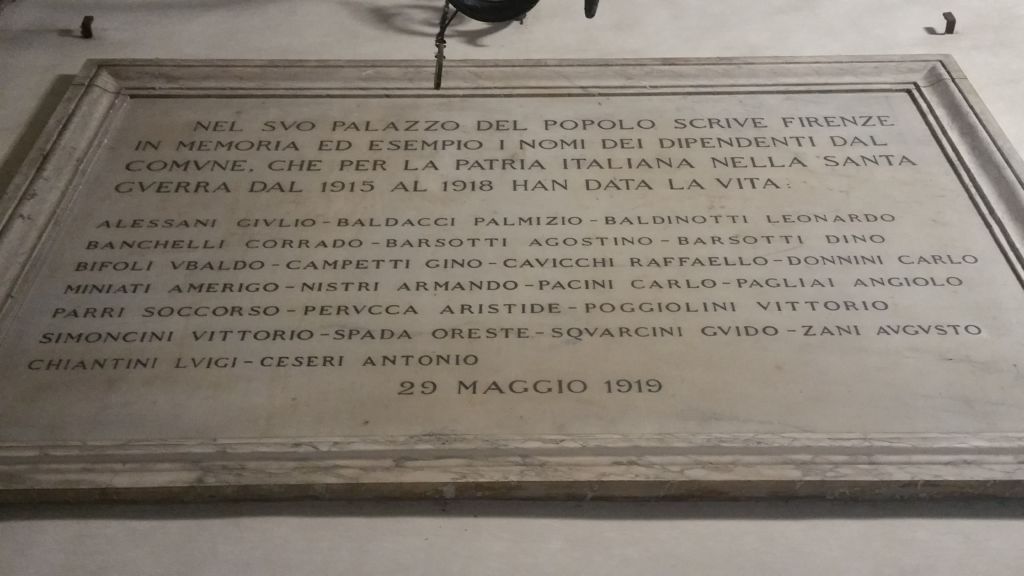 NEL SVO PALAZZO DEL POPOLO SCRIVE FIRENZE
IN MEMORIA ED ESEMPIO I NOMI DEI DIPENDENTI DAL
COMVNE, CHE PER LA PATRIA ITALIANA NELLA SANTA
GVERRA DAL 1915 AL 1918 HAN DATA LA VITA:
ALESSANI GIVLIO-BALDACCI PALMIZIO-BALDINOTTI LEONARDO
BANCHELLI CORRADO-BARSOTTI AGOSTINO-BARSOTTI DINO
BIFOLI VBALDO-CAMPETTI GINO-CAVICCHI RAFFAELLO-DONNINI CARLO
MINIATI AMERIGO-NISTRI ARMANDO-PACINI CARLO-PAGLIAI ANGIOLO
PARRI SOCCORSO-PERVCCA ARISTIDE-POGGIOLINI VITTORIO
SIMONCINI VITTORIO-SPADA ORESTE-SQVARCINI GVIDO-ZANI AVGVSTO
CHIANTINI LVIGI-CESERI ANTONIO
29 MAGGIO 1919